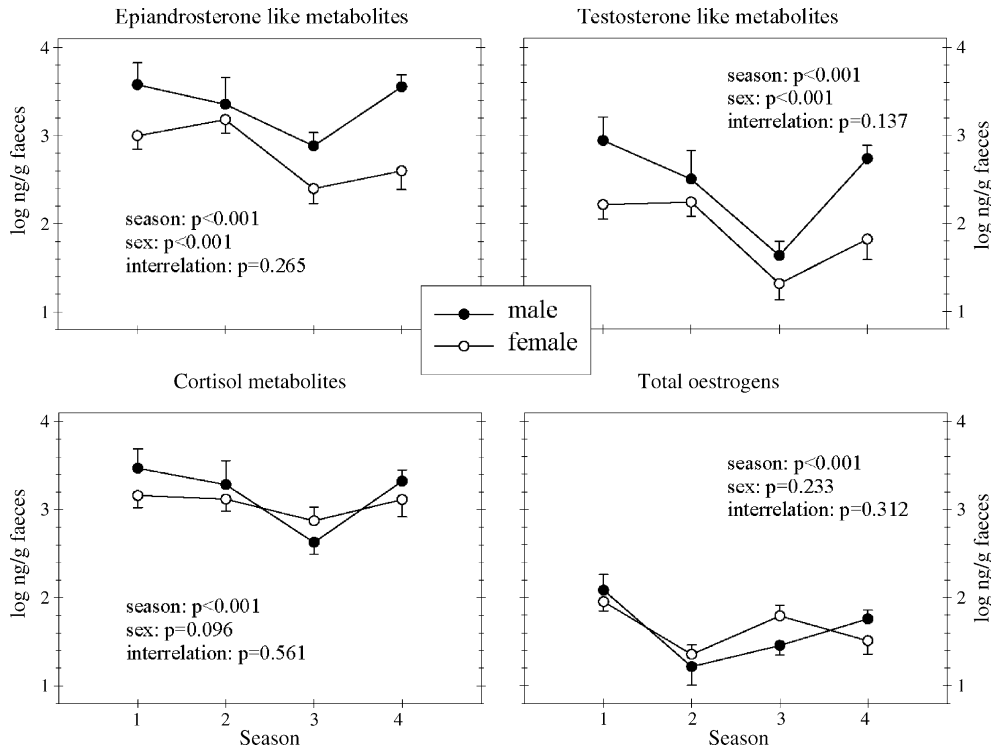 Epiandrosterone like metabolites
4
3
2
1
log ng/g faeces
season: p<0.001
sex: p<0.001
interrelation: p=0.265
Testosterone like metabolites
season: p<0.001
sex: p<0.001
interrelation: p=0.137
4
3
2
1
log ng/g faeces
male
female
Cortisol metabolites
4
3
2
1
log ng/g faeces
season: p<0.001
sex: p=0.096
interrelation: p=0.561
1 2 3 4
Season
Total oestrogens
season: p<0.001
sex: p=0.233
interrelation: p=0.312
4
3
2
1
log ng/g faeces
1 2 3 4
Season